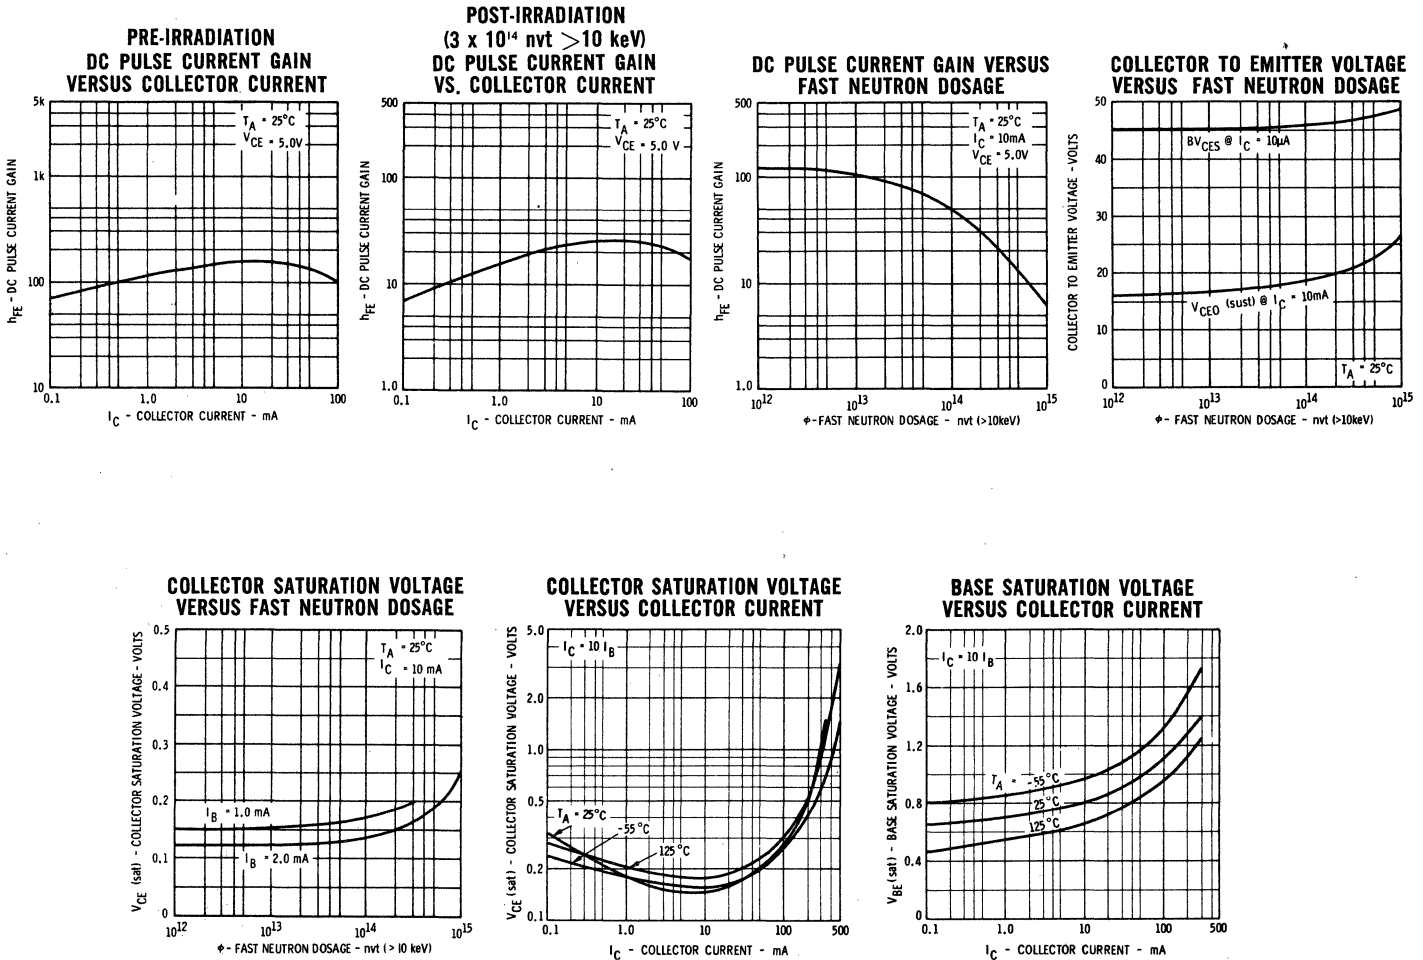 PRE-IRRADIATION
DC PULSE CURRENT GAIN
VERSUS COLLECTOR CURRENT
5k
1k
100
10
hFE - DC PULSE CURRENT GAIN
TA = 25°C
VCE = 5.0V
0.1 1.0 10 100
IC - COLLECTOR CURRENT - mA
POST-IRRADIATION
(3 x 10¹⁴ nvt >10 keV)
DC PULSE CURRENT GAIN
VS. COLLECTOR CURRENT
500
100
10
1.0
hFE - DC PULSE CURRENT GAIN
TA = 25°C
VCE = 5.0 V
0.1 1.0 10 100
IC - COLLECTOR CURRENT - mA
DC PULSE CURRENT GAIN VERSUS
FAST NEUTRON DOSAGE
500
100
10
1.0
hFE - DC PULSE CURRENT GAIN
TA = 25°C
IC = 10mA
VCE = 5.0V
10¹² 10¹³ 10¹⁴ 10¹⁵
φ- FAST NEUTRON DOSAGE - nvt (>10keV)
COLLECTOR TO EMITTER VOLTAGE
VERSUS FAST NEUTRON DOSAGE
50
40
30
20
10
0
COLLECTOR TO EMITTER VOLTAGE - VOLTS
BVCES @ IC = 10µA
VCEO (sust) @ IC = 10mA
TA = 25°C
10¹² 10¹³ 10¹⁴ 10¹⁵
φ- FAST NEUTRON DOSAGE - nvt (>10keV)
COLLECTOR SATURATION VOLTAGE
VERSUS FAST NEUTRON DOSAGE
0.5
0.4
0.3
0.2
0.1
0
VCE (sat) - COLLECTOR SATURATION VOLTAGE - VOLTS
TA = 25°C
IC = 10 mA
IB = 1.0 mA
IB = 2.0 mA
10¹² 10¹³ 10¹⁴ 10¹⁵
φ- FAST NEUTRON DOSAGE - nvt (>10 keV)
COLLECTOR SATURATION VOLTAGE
VERSUS COLLECTOR CURRENT
5.0
2.0
1.0
0.5
0.2
0.1
VCE (sat) - COLLECTOR SATURATION VOLTAGE - VOLTS
IC = 10 IB
TA = 25°C
-55°C
125°C
0.1 1.0 10 100 500
IC - COLLECTOR CURRENT - mA
BASE SATURATION VOLTAGE
VERSUS COLLECTOR CURRENT
2.0
1.6
1.2
0.8
0.4
0
VBE (sat) - BASE SATURATION VOLTAGE - VOLTS
IC = 10 IB
TA = -55°C
25°C
125°C
0.1 1.0 10 100 500
IC - COLLECTOR CURRENT - mA